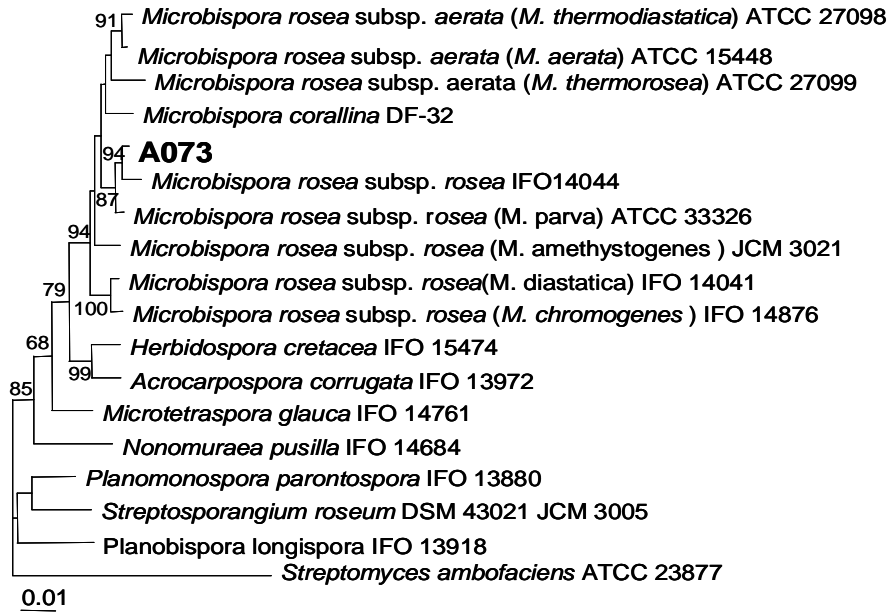 91 Microbispora rosea subsp. aerata (M. thermodiastatica) ATCC 27098
Microbispora rosea subsp. aerata (M. aerata) ATCC 15448
Microbispora rosea subsp. aerata (M. thermorosea) ATCC 27099
Microbispora corallina DF-32
94 A073
Microbispora rosea subsp. rosea IFO14044
87
Microbispora rosea subsp. rosea (M. parva) ATCC 33326
94
Microbispora rosea subsp. rosea (M. amethystogenes ) JCM 3021
79 Microbispora rosea subsp. rosea(M. diastatica) IFO 14041
100 Microbispora rosea subsp. rosea (M. chromogenes ) IFO 14876
68 Herbidospora cretacea IFO 15474
99 Acrocarpospora corrugata IFO 13972
85
Microtetraspora glauca IFO 14761
Nonomuraea pusilla IFO 14684
Planomonospora parontospora IFO 13880
Streptosporangium roseum DSM 43021 JCM 3005
Planobispora longispora IFO 13918
Streptomyces ambofaciens ATCC 23877
0.01